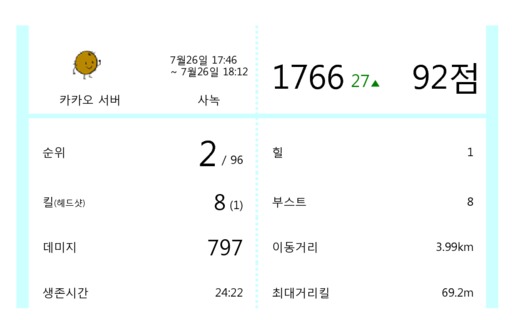 7월26일 17:46
~ 7월26일 18:12
카카오 서버
사녹
1766 27▲
92점
순위
2 / 96
킬(헤드샷)
8 (1)
데미지
797
생존시간
24:22
힐
1
부스트
8
이동거리
3.99km
최대거리킬
69.2m